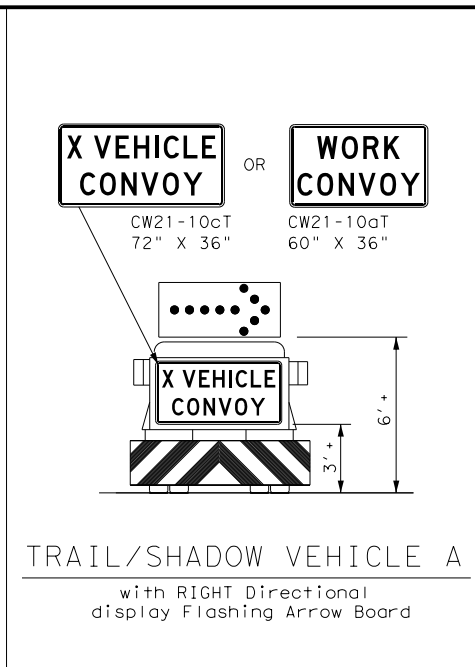 X VEHICLE
CONVOY
OR
WORK
CONVOY
CW21-10cT
72" X 36"
CW21-10aT
60" X 36"
X VEHICLE
CONVOY
6' +
3' +
TRAIL/SHADOW VEHICLE A
with RIGHT Directional
display Flashing Arrow Board